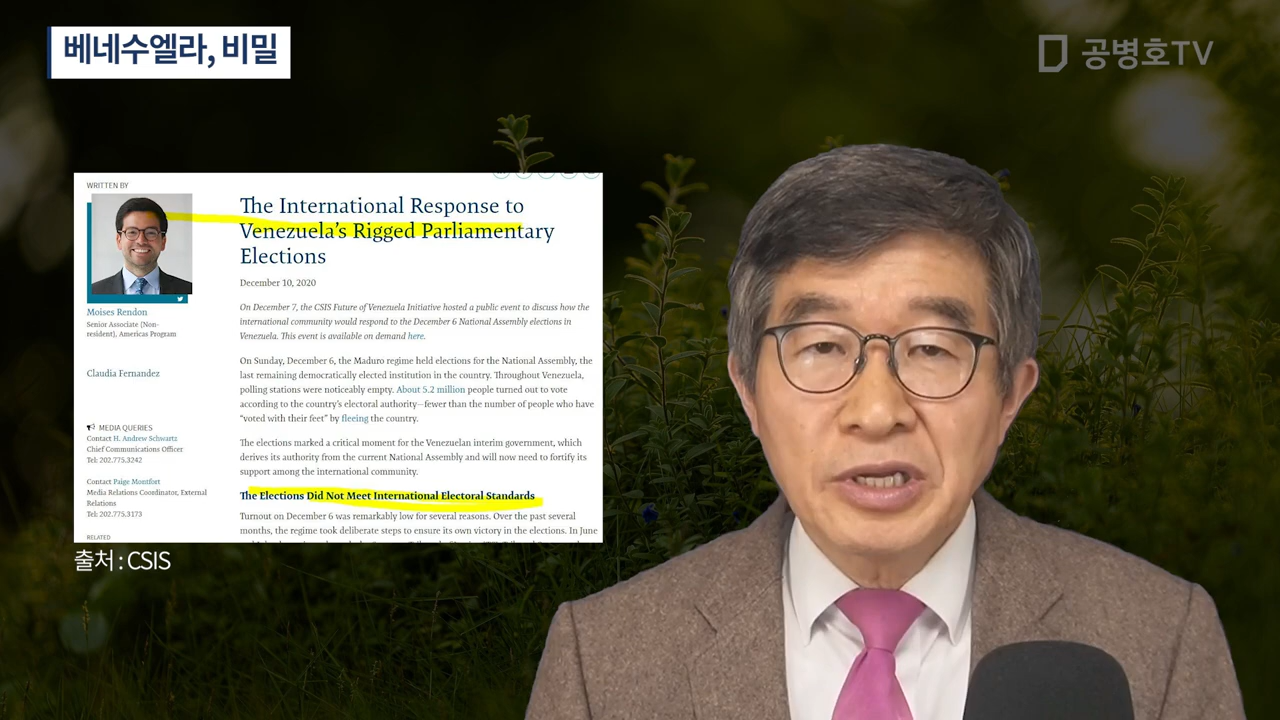 베네수엘라, 비밀
공병호TV
WRITTEN BY
Moises Rendon
Senior Associate (Non-
resident), Americas Program
Claudia Fernandez
MEDIA QUERIES
Contact H. Andrew Schwartz
Chief Communications Officer
Tel: 202.775.3242
Contact Paige Montfort
Media Relations Coordinator, External
Relations
Tel: 202.775.3173
RELATED
The International Response to
Venezuela's Rigged Parliamentary
Elections
December 10, 2020
On December 7, the CSIS Future of Venezuela Initiative hosted a public event to discuss how the
international community would respond to the December 6 National Assembly elections in
Venezuela. This event is available on demand here.
On Sunday, December 6, the Maduro regime held elections for the National Assembly, the
last remaining democratically elected institution in the country. Throughout Venezuela,
polling stations were noticeably empty. About 5.2 million people turned out to vote
according to the country's electoral authority—fewer than the number of people who have
“voted with their feet” by fleeing the country.
The elections marked a critical moment for the Venezuelan interim government, which
derives its authority from the current National Assembly and will now need to fortify its
support among the international community.
The Elections Did Not Meet International Electoral Standards
Turnout on December 6 was remarkably low for several reasons. Over the past several
months, the regime took deliberate steps to ensure its own victory in the elections. In June
출처 : CSIS